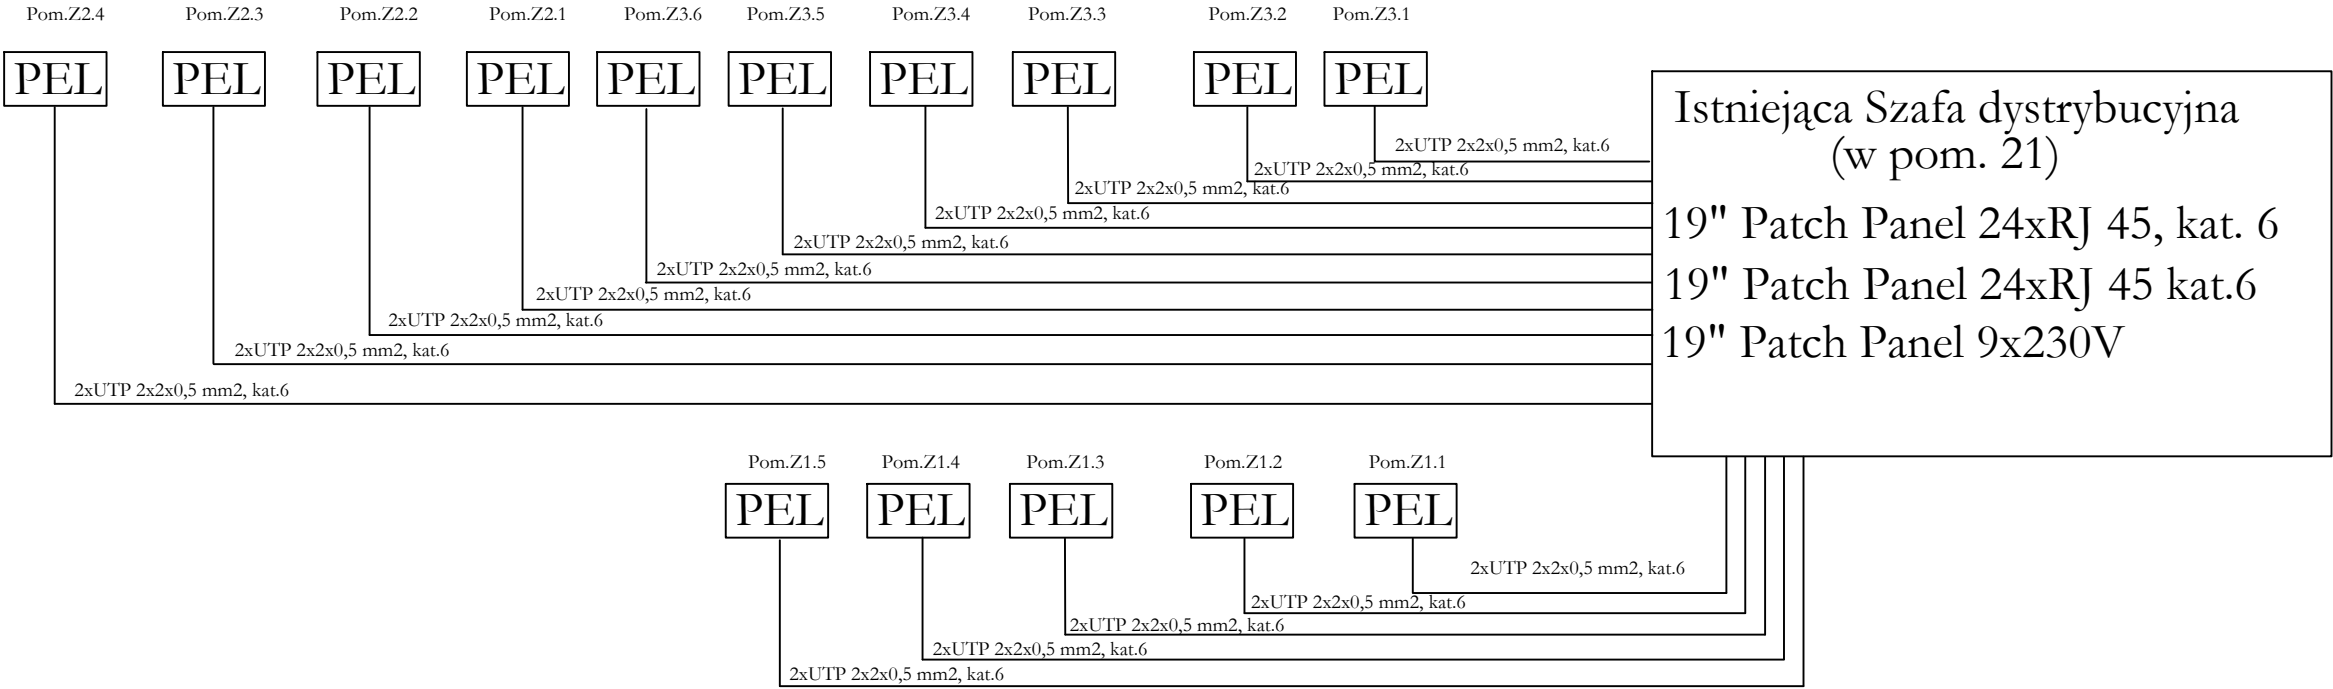 Pom.Z2.4
Pom.Z2.3
Pom.Z2.2
Pom.Z2.1
Pom.Z3.6
Pom.Z3.5
Pom.Z3.4
Pom.Z3.3
Pom.Z3.2
Pom.Z3.1
PEL
PEL
PEL
PEL
PEL
PEL
PEL
PEL
PEL
PEL
Istniejąca Szafa dystrybucyjna
(w pom. 21)
19" Patch Panel 24xRJ 45, kat. 6
19" Patch Panel 24xRJ 45 kat.6
19" Patch Panel 9x230V
2xUTP 2x2x0,5 mm2, kat.6
2xUTP 2x2x0,5 mm2, kat.6
2xUTP 2x2x0,5 mm2, kat.6
2xUTP 2x2x0,5 mm2, kat.6
2xUTP 2x2x0,5 mm2, kat.6
2xUTP 2x2x0,5 mm2, kat.6
2xUTP 2x2x0,5 mm2, kat.6
2xUTP 2x2x0,5 mm2, kat.6
2xUTP 2x2x0,5 mm2, kat.6
2xUTP 2x2x0,5 mm2, kat.6
Pom.Z1.5
Pom.Z1.4
Pom.Z1.3
Pom.Z1.2
Pom.Z1.1
PEL
PEL
PEL
PEL
PEL
2xUTP 2x2x0,5 mm2, kat.6
2xUTP 2x2x0,5 mm2, kat.6
2xUTP 2x2x0,5 mm2, kat.6
2xUTP 2x2x0,5 mm2, kat.6
2xUTP 2x2x0,5 mm2, kat.6